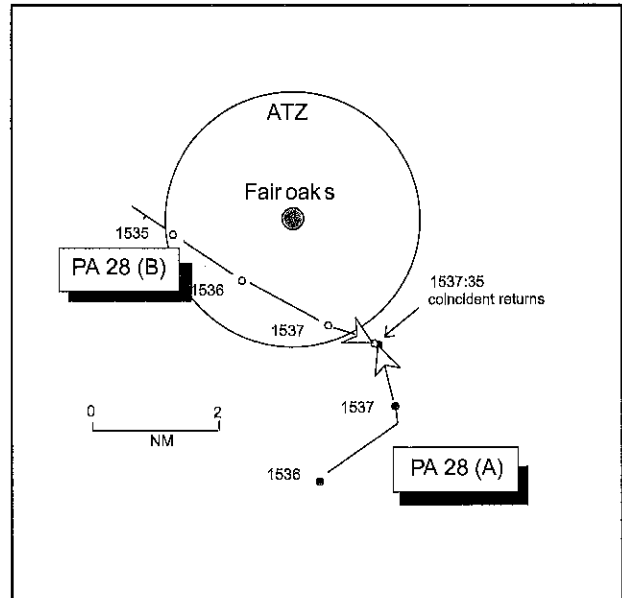 ATZ
Fair oaks
1535
PA 28 (B)
1536
1537:35
coincident returns
1537
0 2
NM
1537
1536
PA 28 (A)